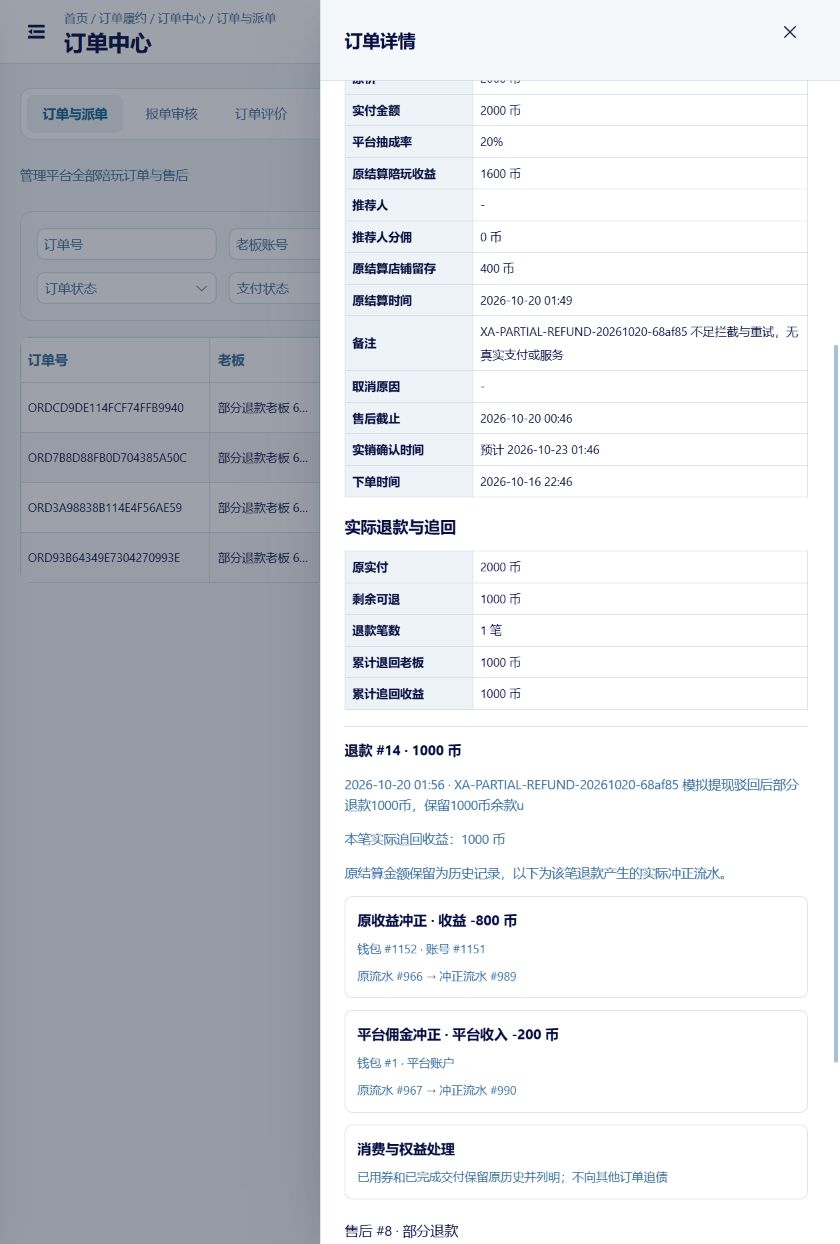 首页 / 订单履约 / 订单中心 / 订单与派单
订单中心
订单与派单
报单审核
订单评价
管理平台全部陪玩订单与售后
订单号
老板账号
订单状态
支付状态
订单号
老板
ORDCD9DE114FCF74FFB9940
部分退款老板 6...
ORD7B8D88FB0D704385A50C
部分退款老板 6...
ORD3A98838B114E4F56AE59
部分退款老板 6...
ORD93B64349E7304270993E
部分退款老板 6...
订单详情
原价 2000 币
实付金额 2000 币
平台抽成率 20%
原结算陪玩收益 1600 币
推荐人 -
推荐人分佣 0 币
原结算店铺留存 400 币
原结算时间 2026-10-20 01:49
备注 XA-PARTIAL-REFUND-20261020-68af85 不足拦截与重试，无
真实支付或服务
取消原因 -
售后截止 2026-10-20 00:46
实销确认时间 预计 2026-10-23 01:46
下单时间 2026-10-16 22:46
实际退款与追回
原实付 2000 币
剩余可退 1000 币
退款笔数 1 笔
累计退回老板 1000 币
累计追回收益 1000 币
退款 #14 · 1000 币
2026-10-20 01:56 · XA-PARTIAL-REFUND-20261020-68af85 模拟提现驳回后部分
退款1000币，保留1000币余款u
本笔实际追回收益：1000 币
原结算金额保留为历史记录，以下为该笔退款产生的实际冲正流水。
原收益冲正 · 收益 -800 币
钱包 #1152 · 账号 #1151
原流水 #966 → 冲正流水 #989
平台佣金冲正 · 平台收入 -200 币
钱包 #1 · 平台账户
原流水 #967 → 冲正流水 #990
消费与权益处理
已用券和已完成交付保留原历史并列明；不向其他订单追债
售后 #8 · 部分退款